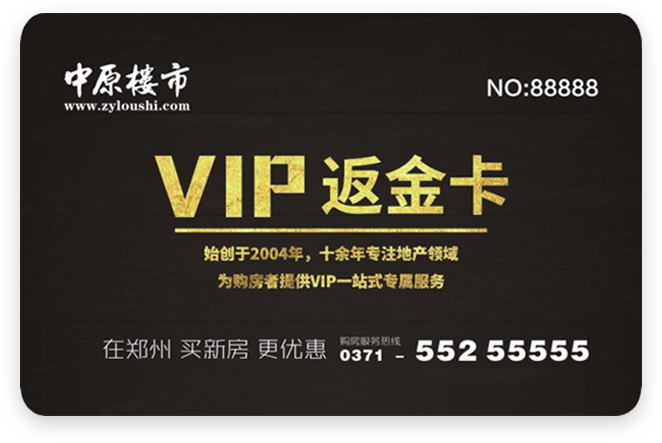 中原楼市
www.zyloushi.com
NO:88888
VIP 返金卡
始创于2004年，十余年专注地产领域
为购房者提供VIP一站式专属服务
在郑州 买新房 更优惠
购房服务热线
0371 - 552 55555